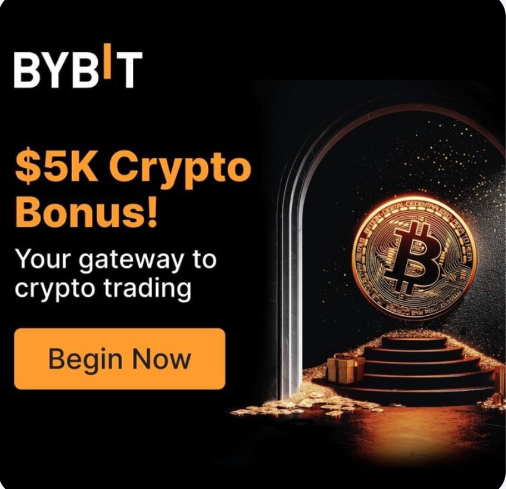 BYBIT
$5K Crypto
Bonus!
Your gateway to
crypto trading
Begin Now